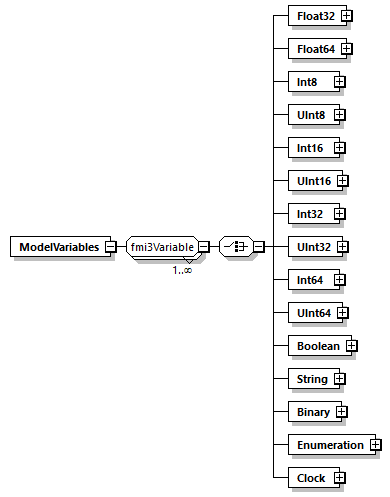 Float32
Float64
Int8
UInt8
Int16
UInt16
Int32
ModelVariables fmi3Variable UInt32
1..∞
Int64
UInt64
Boolean
String
Binary
Enumeration
Clock